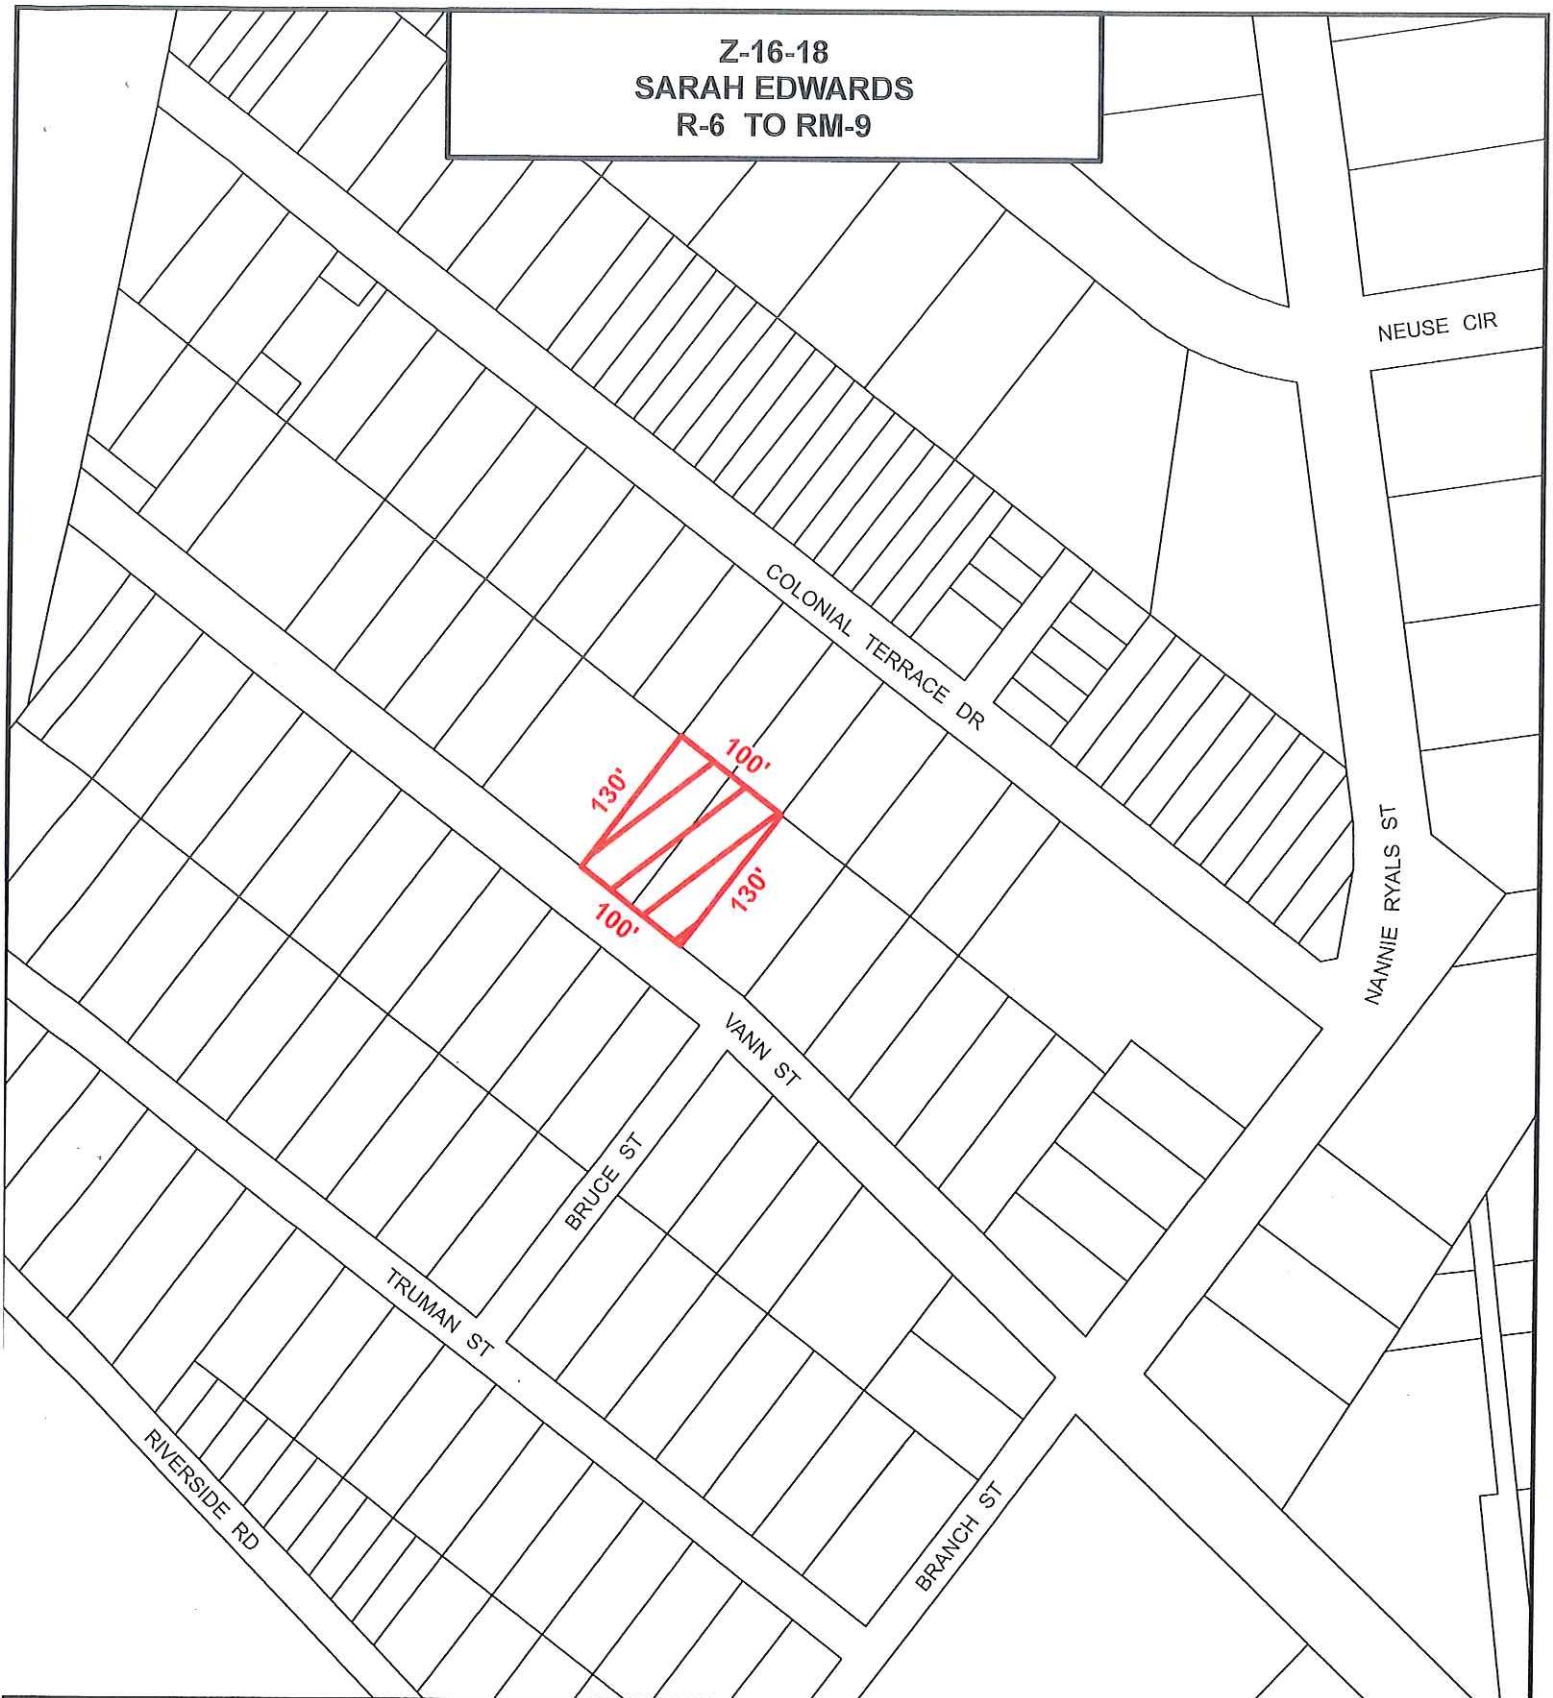 Z-16-18
SARAH EDWARDS
R-6 TO RM-9
NEUSE CIR
COLONIAL TERRACE DR
100'
130'
130'
100'
NANNIE RYALS ST
VANN ST
BRUCE ST
TRUMAN ST
RIVERSIDE RD
BRANCH ST